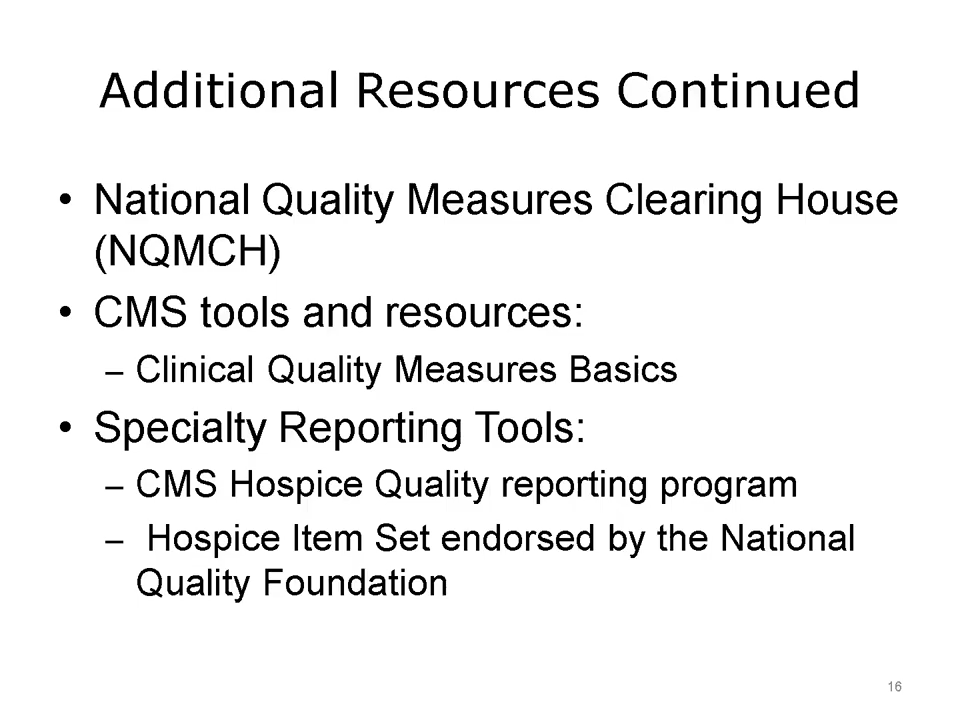 Additional Resources Continued
• National Quality Measures Clearing House
(NQMCH)
• CMS tools and resources:
– Clinical Quality Measures Basics
• Specialty Reporting Tools:
– CMS Hospice Quality reporting program
– Hospice Item Set endorsed by the National
Quality Foundation
16